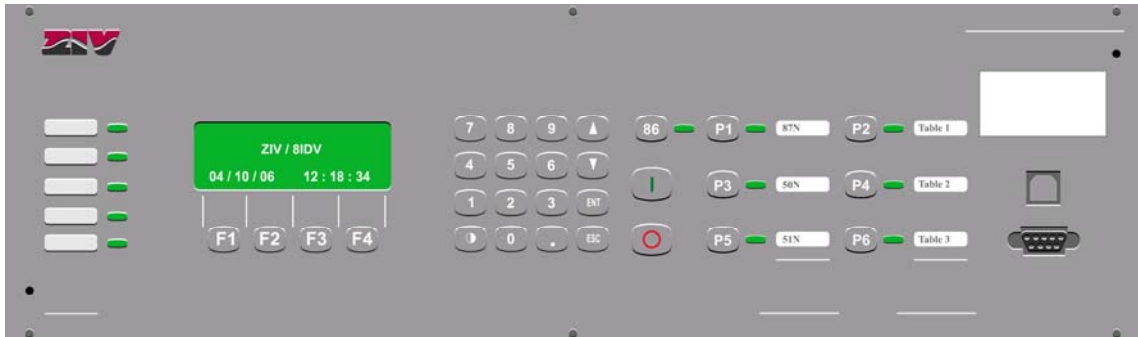 ZIV
ZIV / 8IDV
04 / 10 / 06 12 : 18 : 34
F1 F2 F3 F4
7 8 9
4 5 6
1 2 3 ENT
0 . ESC
86 P1 87N P2 Table 1
P3 50N P4 Table 2
P5 51N P6 Table 3